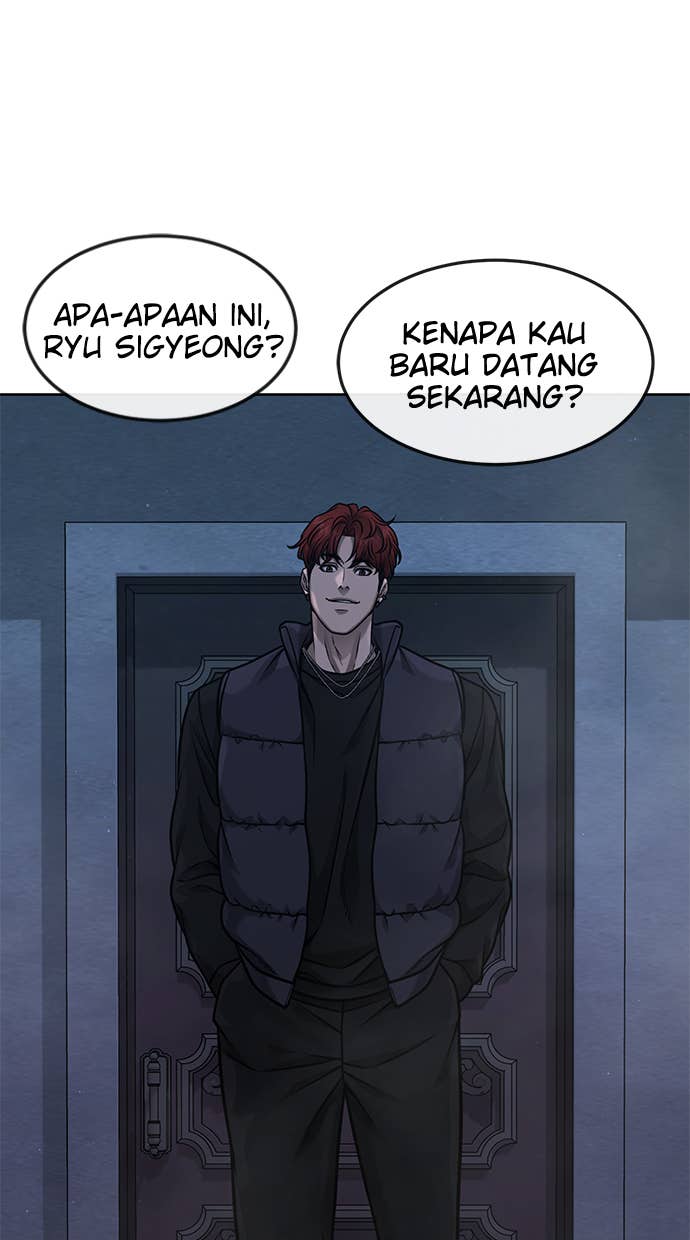 APA-APAAN INI,
RYU SIGYEONG?
KENAPA KAU
BARU DATANG
SEKARANG?